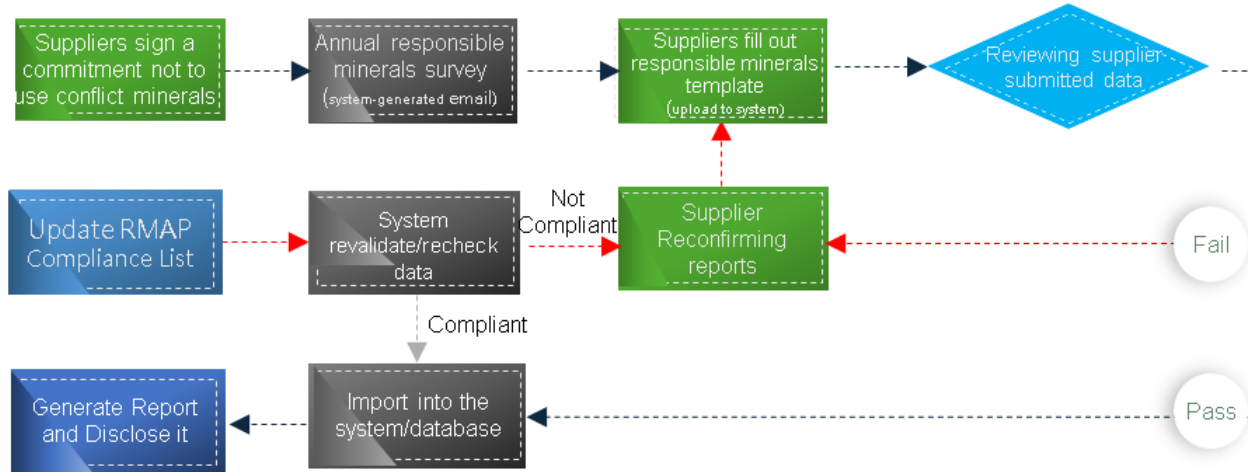 Suppliers sign a
commitment not to
use conflict minerals
Annual responsible
minerals survey
(system-generated email)
Suppliers fill out
responsible minerals
template
(upload to system)
Reviewing supplier
submitted data
Update RMAP
Compliance List
System
revalidate/recheck
data
Not
Compliant
Supplier
Reconfirming
reports
Fail
Compliant
Generate Report
and Disclose it
Import into the
system/database
Pass